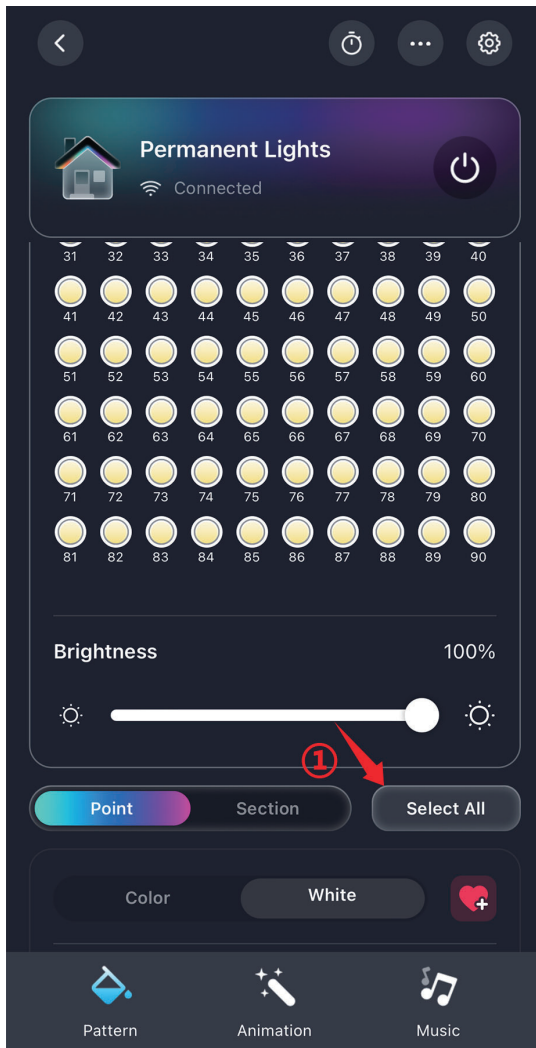 Permanent Lights
Connected
31 32 33 34 35 36 37 38 39 40
41 42 43 44 45 46 47 48 49 50
51 52 53 54 55 56 57 58 59 60
61 62 63 64 65 66 67 68 69 70
71 72 73 74 75 76 77 78 79 80
81 82 83 84 85 86 87 88 89 90
Brightness 100%
①
Point Section Select All
Color White
Pattern Animation Music